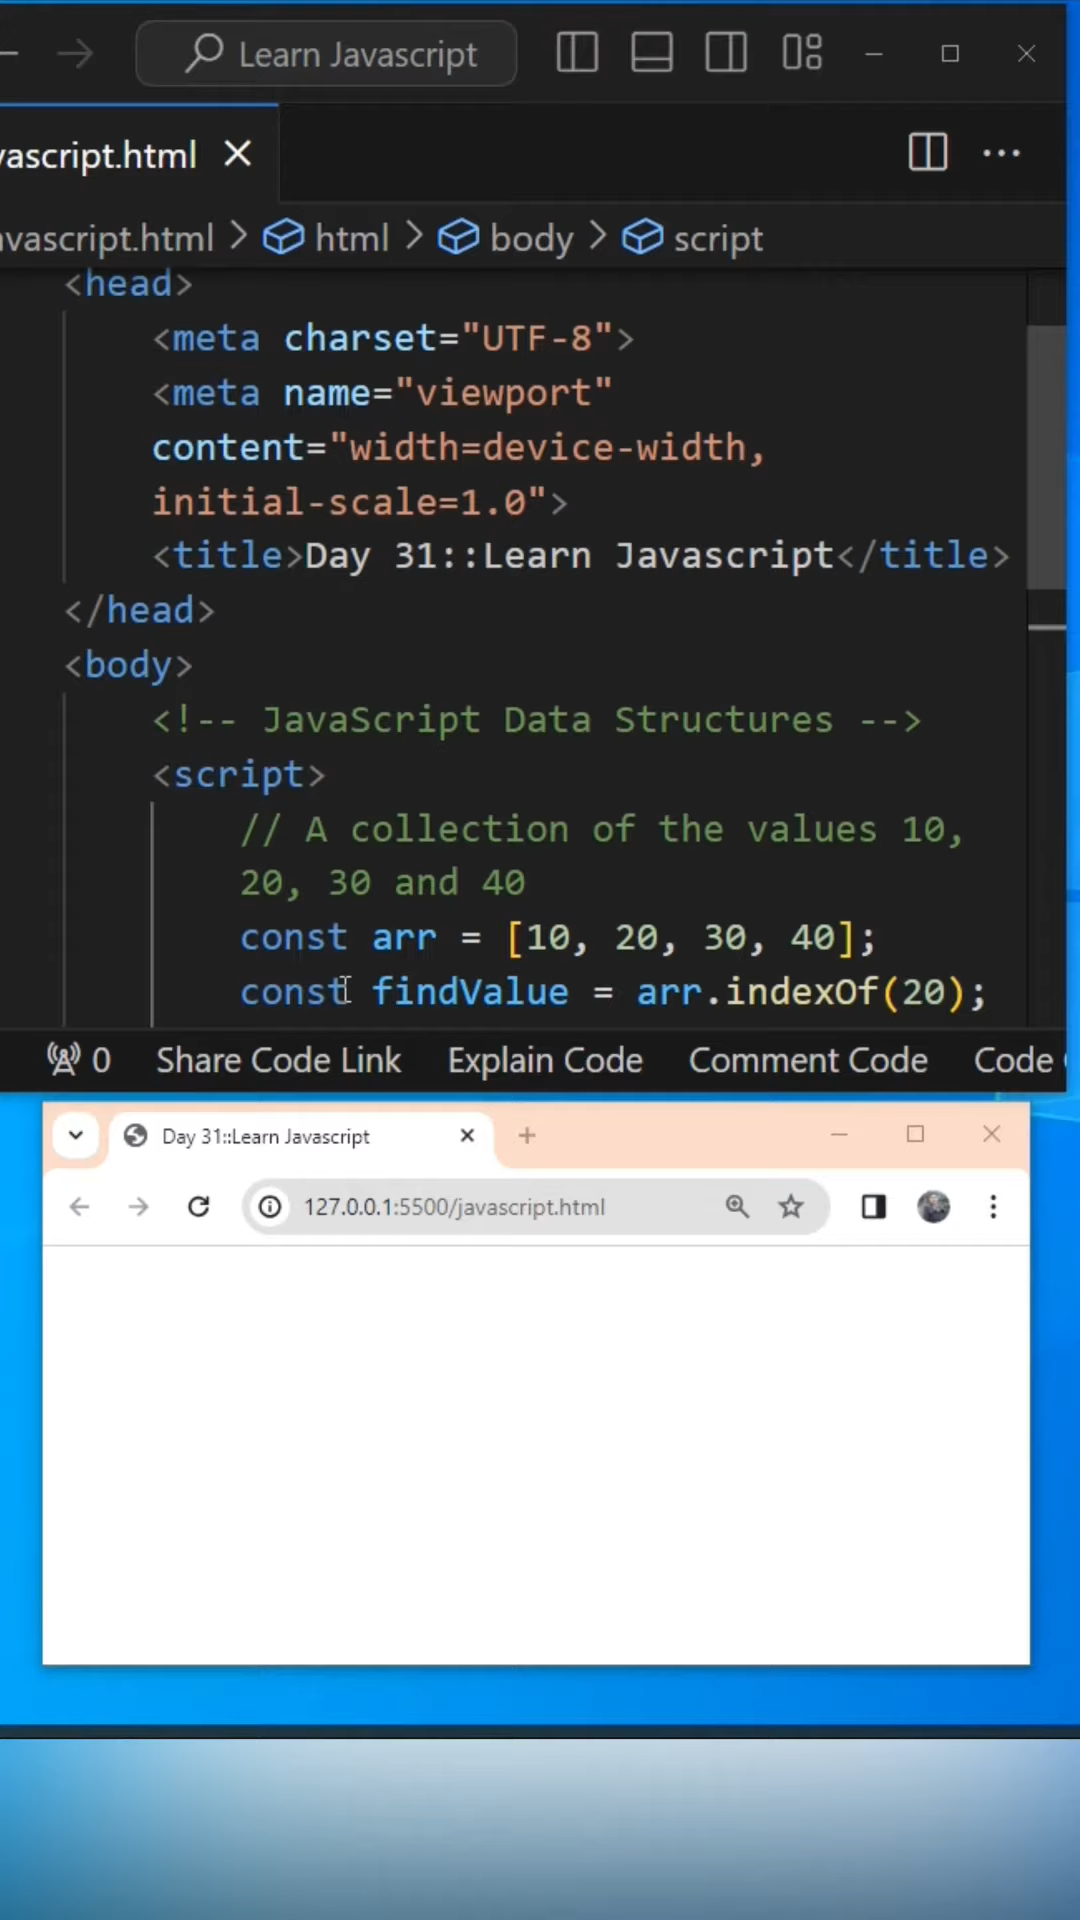 Learn Javascript
vascript.html
avascript.html > html > body > script
<head>
<meta charset="UTF-8">
<meta name="viewport"
content="width=device-width,
initial-scale=1.0">
<title>Day 31::Learn Javascript</title>
</head>
<body>
<!-- JavaScript Data Structures -->
<script>
// A collection of the values 10,
20, 30 and 40
const arr = [10, 20, 30, 40];
const findValue = arr.indexOf(20);
0 Share Code Link Explain Code Comment Code Code
Day 31::Learn Javascript
127.0.0.1:5500/javascript.html